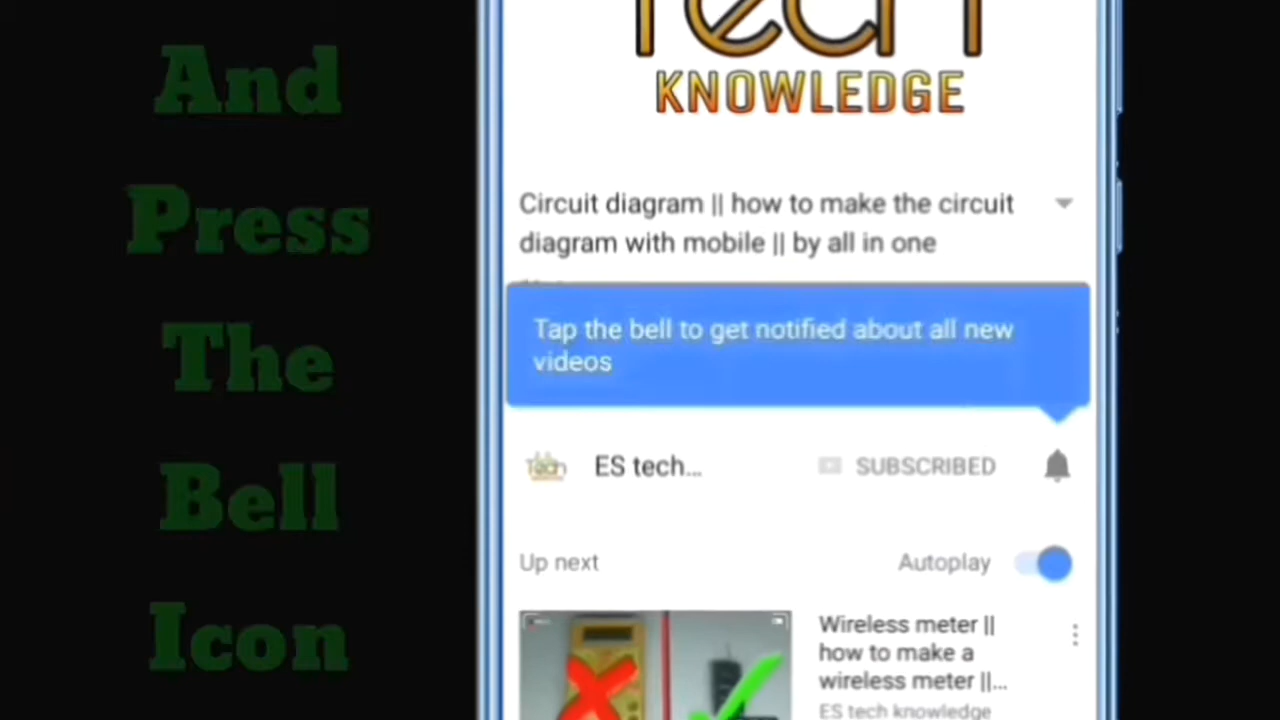 And
Press
The
Bell
Icon
Tech
KNOWLEDGE
Circuit diagram || how to make the circuit
diagram with mobile || by all in one
Tap the bell to get notified about all new
videos
Tech
ES tech...
SUBSCRIBED
Up next
Autoplay
Wireless meter ||
how to make a
wireless meter ||...
ES tech knowledge